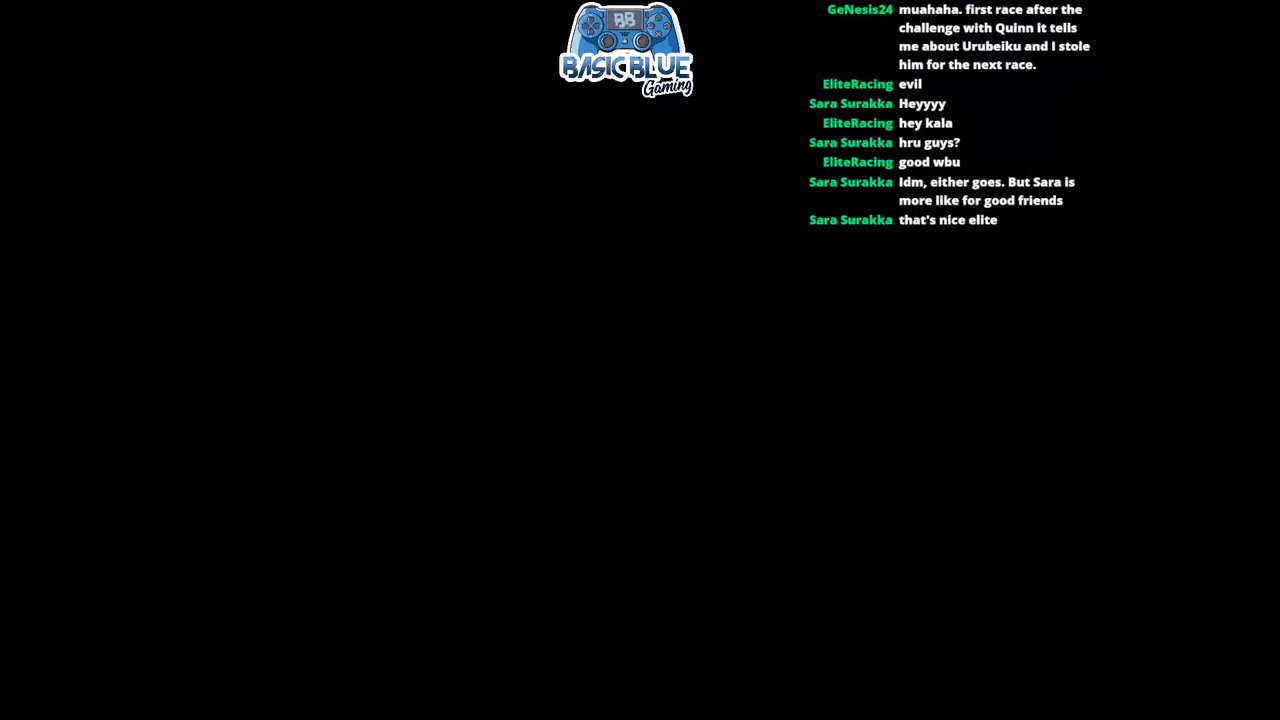 BB
BASIC BLUE
Gaming
GeNesis24 muahaha. first race after the
challenge with Quinn it tells
me about Urubeiku and I stole
him for the next race.
EliteRacing evil
Sara Surakka Heyyyy
EliteRacing hey kala
Sara Surakka hru guys?
EliteRacing good wbu
Sara Surakka Idm, either goes. But Sara is
more like for good friends
Sara Surakka that's nice elite